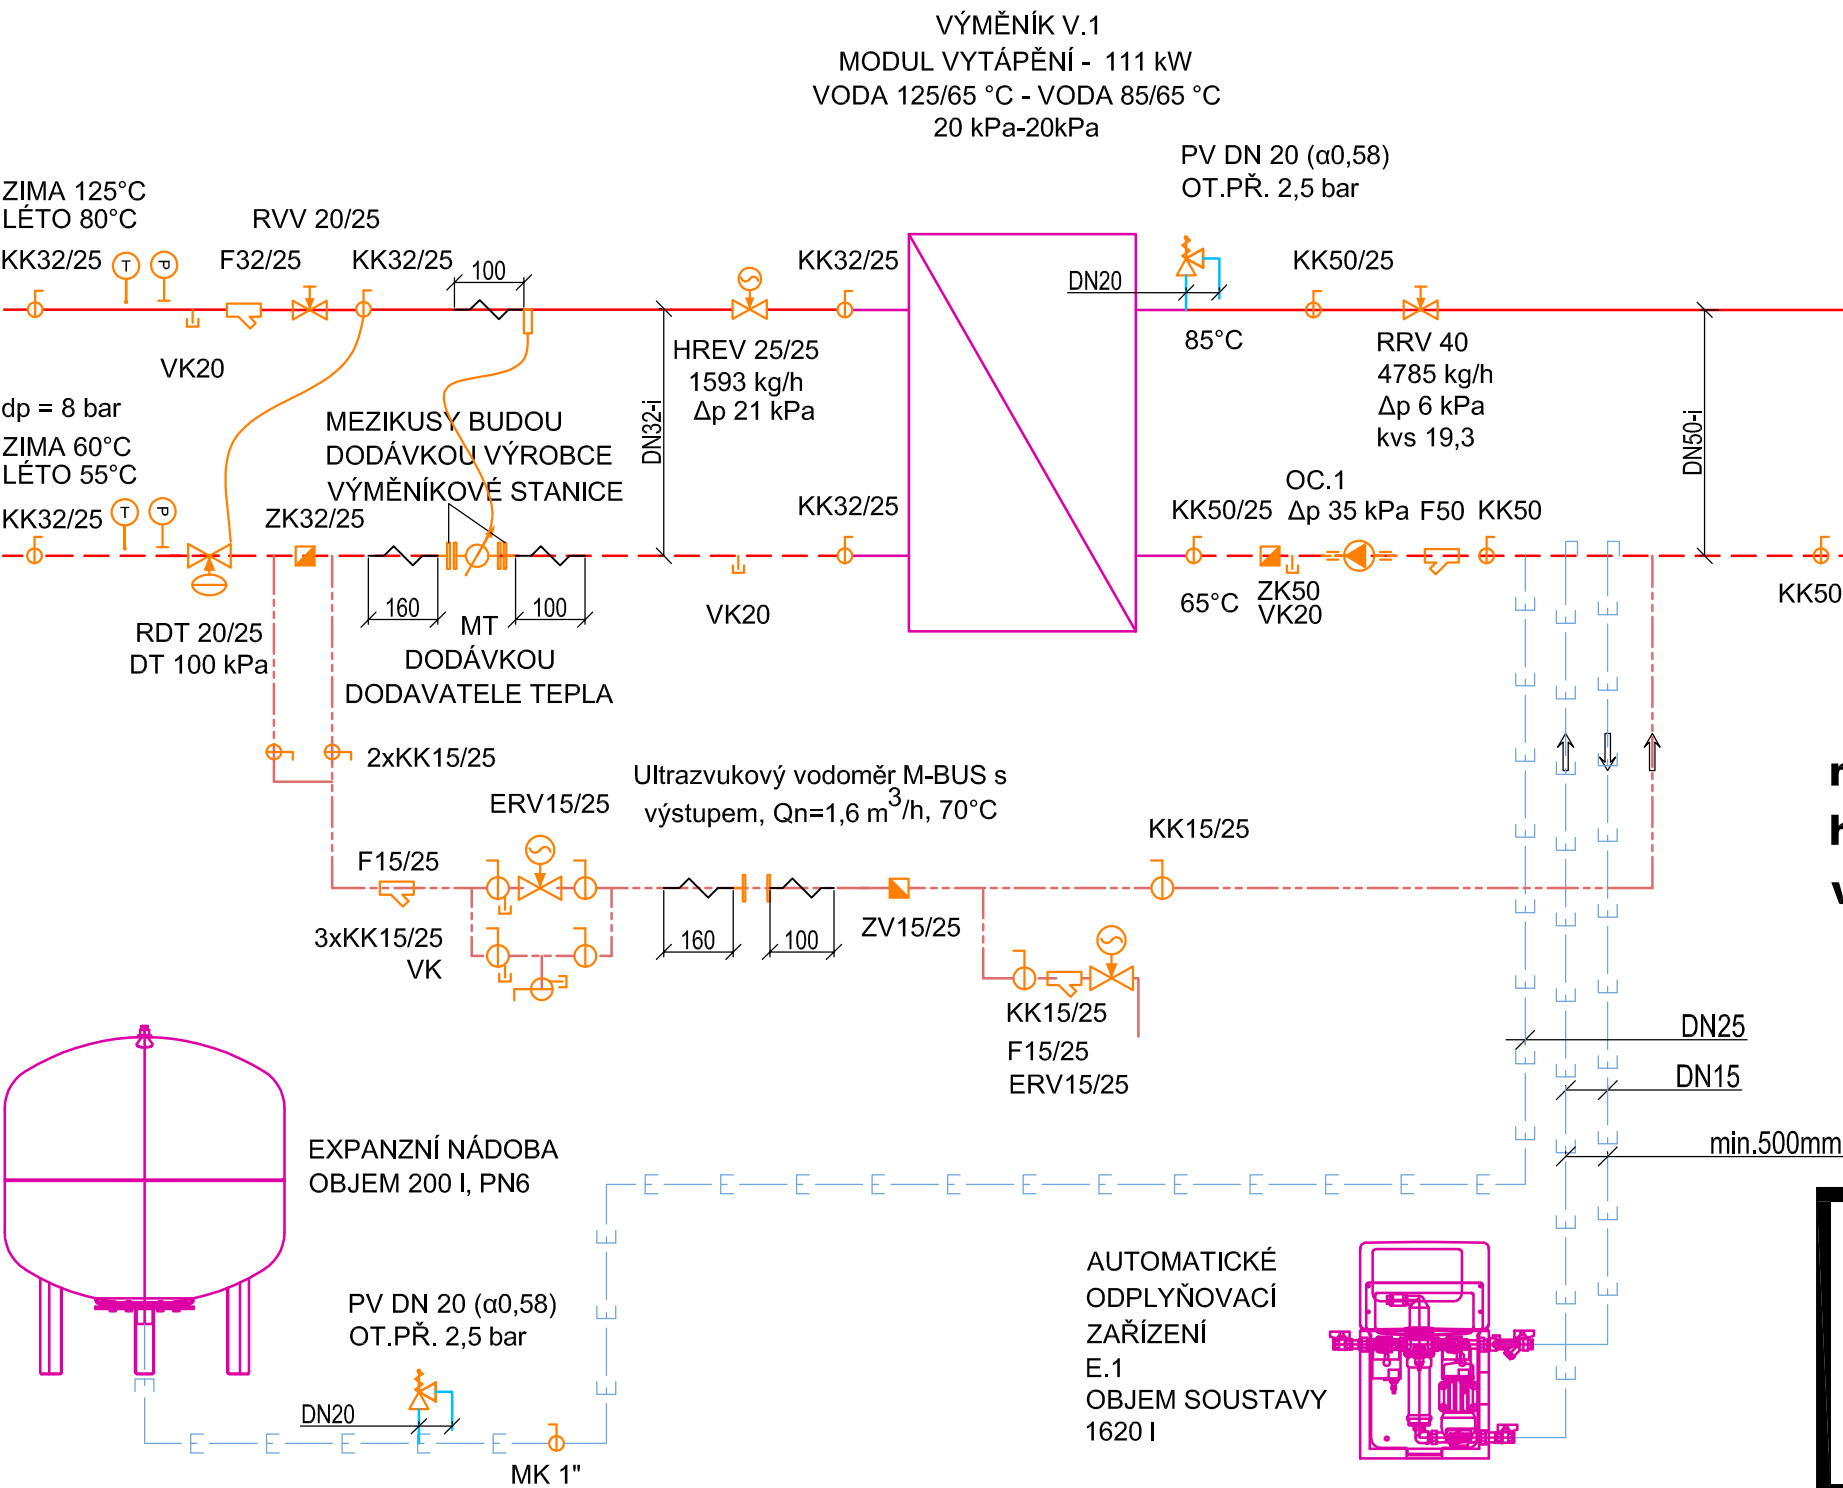 VÝMĚNÍK V.1
MODUL VYTÁPĚNÍ - 111 kW
VODA 125/65 °C - VODA 85/65 °C
20 kPa-20kPa
PV DN 20 (α0,58)
OT.PŘ. 2,5 bar
ZIMA 125°C
LÉTO 80°C
RVV 20/25
KK32/25
T
P
F32/25
KK32/25
100
KK32/25
DN20
KK50/25
VK20
HREV 25/25
1593 kg/h
Δp 21 kPa
85°C
RRV 40
4785 kg/h
Δp 6 kPa
kvs 19,3
DN32-i
DN50-i
dp = 8 bar
ZIMA 60°C
LÉTO 55°C
MEZIKUSY BUDOU
DODÁVKOU VÝROBCE
VÝMĚNÍKOVÉ STANICE
KK32/25
T
P
ZK32/25
KK32/25
OC.1
KK50/25
Δp 35 kPa
F50
KK50
160
100
VK20
65°C
ZK50
VK20
KK50
RDT 20/25
DT 100 kPa
MT
DODÁVKOU
DODAVATELE TEPLA
2xKK15/25
ERV15/25
Ultrazvukový vodoměr M-BUS s
výstupem, Qn=1,6 m³/h, 70°C
KK15/25
F15/25
3xKK15/25
VK
160
100
ZV15/25
KK15/25
F15/25
ERV15/25
DN25
DN15
min.500mm
EXPANZNÍ NÁDOBA
OBJEM 200 l, PN6
E E E E E E E E E E E E
PV DN 20 (α0,58)
OT.PŘ. 2,5 bar
DN20
E E E E E
MK 1"
AUTOMATICKÉ
ODPLYŇOVACÍ
ZAŘÍZENÍ
E.1
OBJEM SOUSTAVY
1620 l